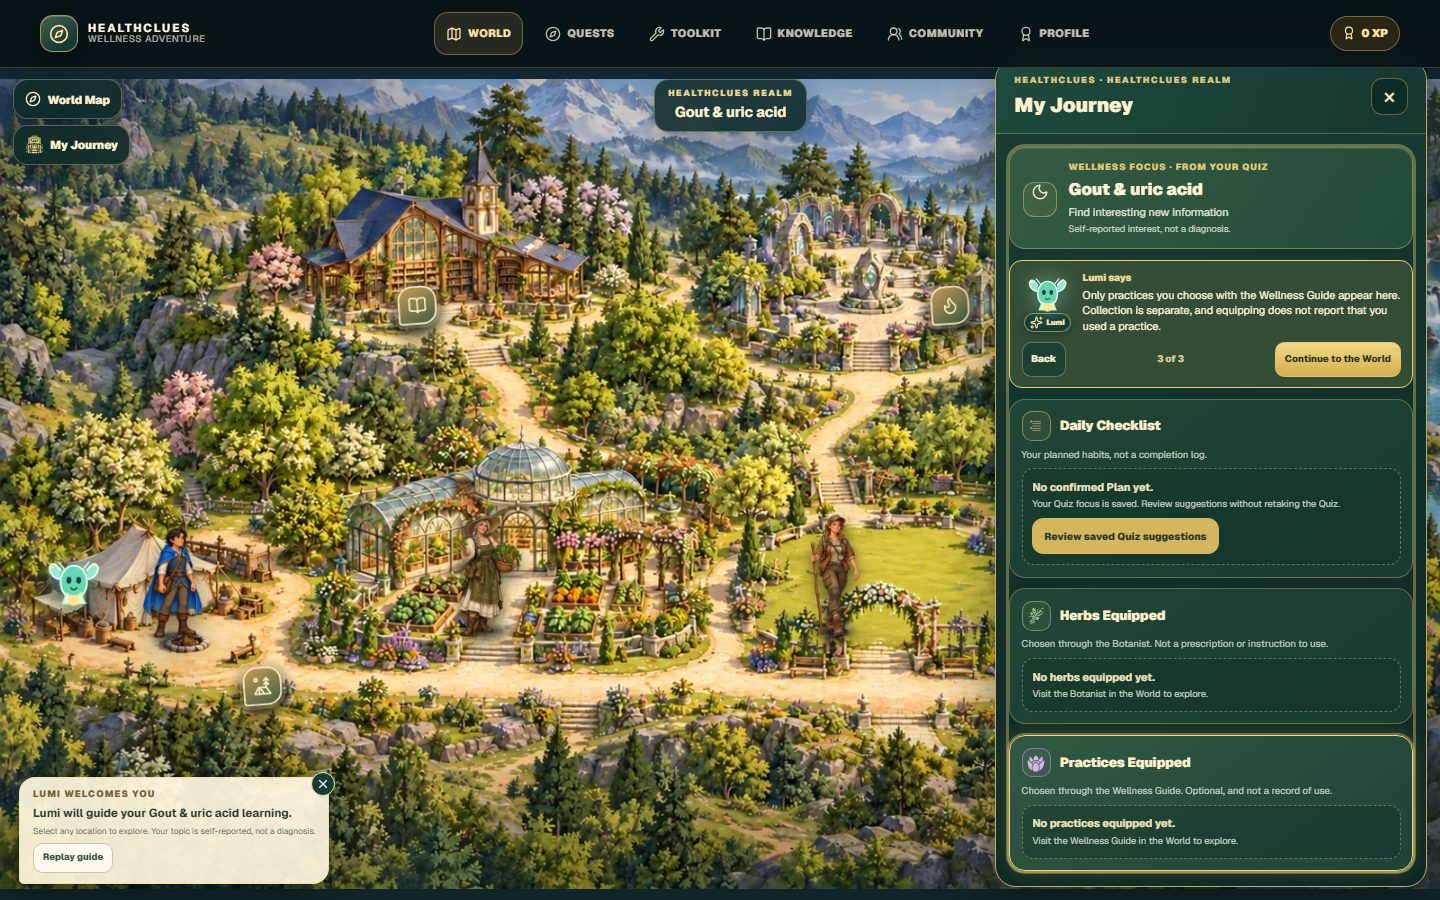 HEALTHCLUES
WELLNESS ADVENTURE
WORLD
QUESTS
TOOLKIT
KNOWLEDGE
COMMUNITY
PROFILE
0 XP
World Map
My Journey
HEALTHCLUES REALM
Gout & uric acid
HEALTHCLUES · HEALTHCLUES REALM
My Journey
WELLNESS FOCUS · FROM YOUR QUIZ
Gout & uric acid
Find interesting new information
Self-reported interest, not a diagnosis.
Lumi says
Only practices you choose with the Wellness Guide appear here.
Collection is separate, and equipping does not report that you
used a practice.
Lumi
Back
3 of 3
Continue to the World
Daily Checklist
Your planned habits, not a completion log.
No confirmed Plan yet.
Your Quiz focus is saved. Review suggestions without retaking the Quiz.
Review saved Quiz suggestions
Herbs Equipped
Chosen through the Botanist. Not a prescription or instruction to use.
No herbs equipped yet.
Visit the Botanist in the World to explore.
Practices Equipped
Chosen through the Wellness Guide. Optional, and not a record of use.
No practices equipped yet.
Visit the Wellness Guide in the World to explore.
LUMI WELCOMES YOU
Lumi will guide your Gout & uric acid learning.
Select any location to explore. Your topic is self-reported, not a diagnosis.
Replay guide